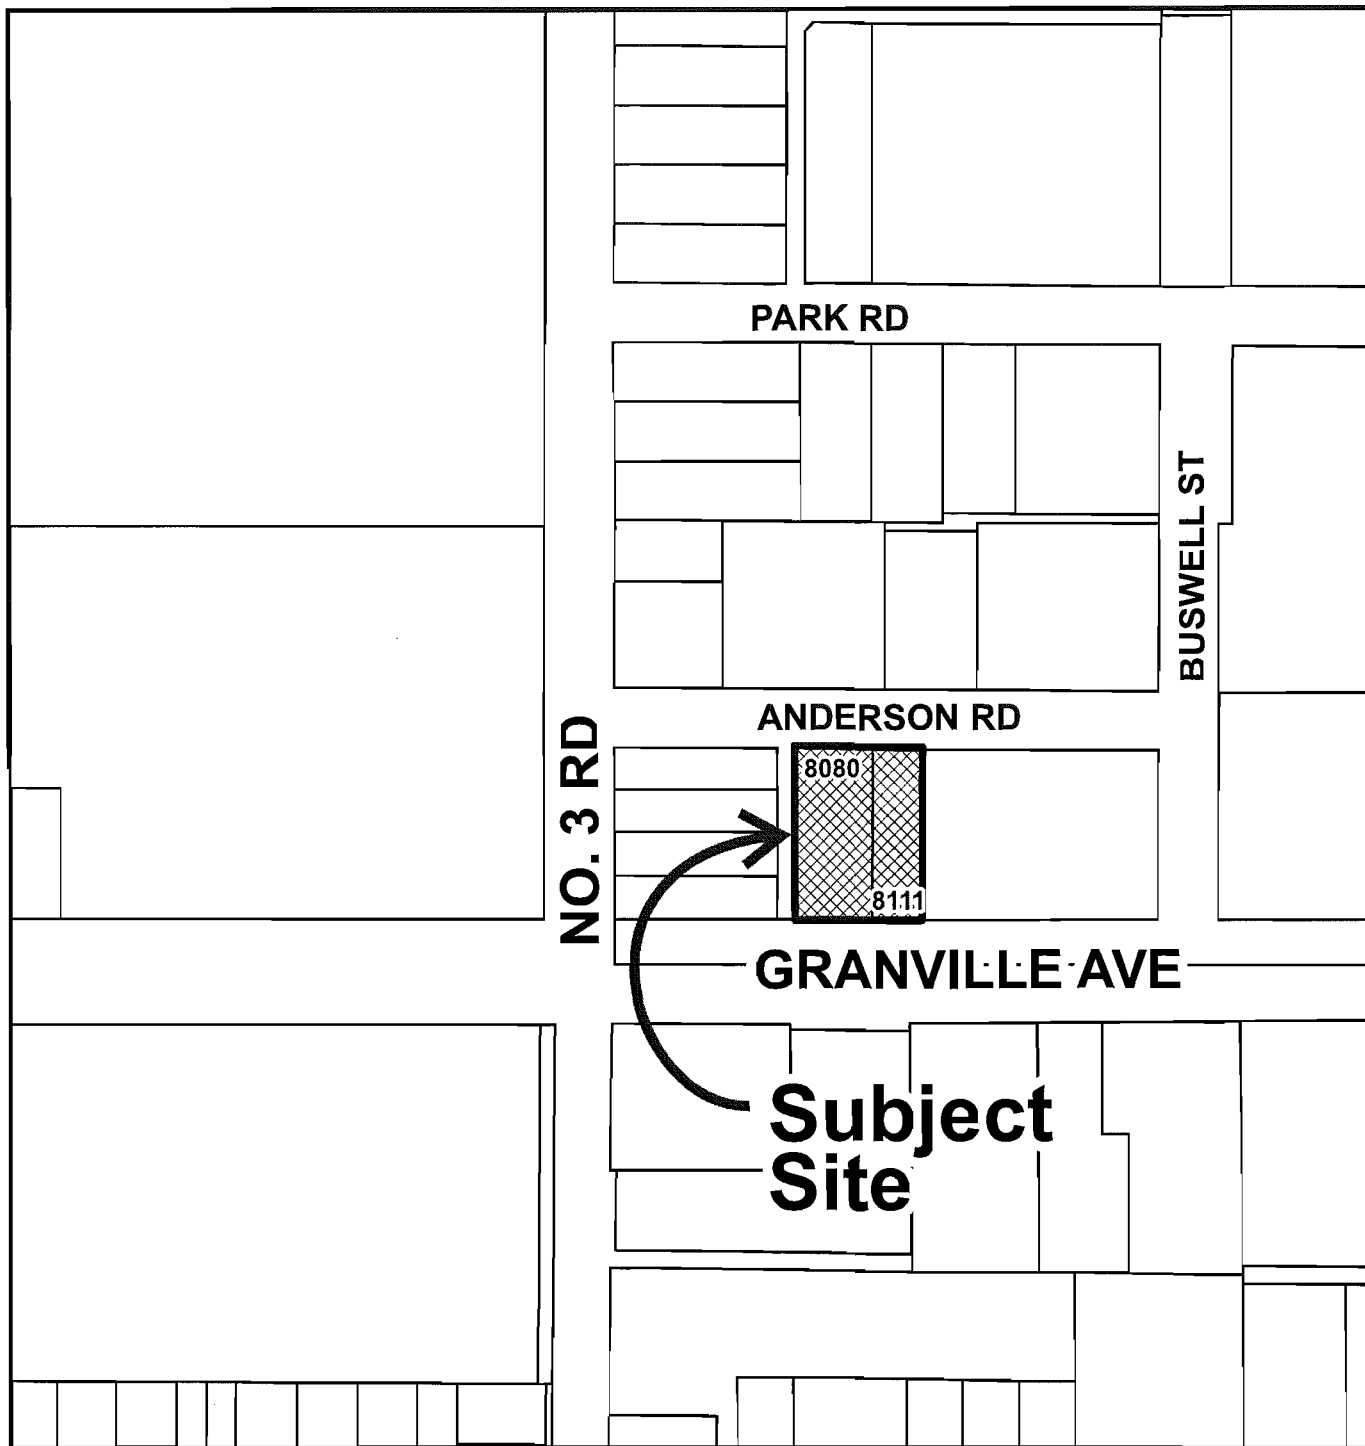 PARK RD
BUSWELL ST
ANDERSON RD
NO. 3 RD
8080
8111
GRANVILLE AVE
Subject
Site